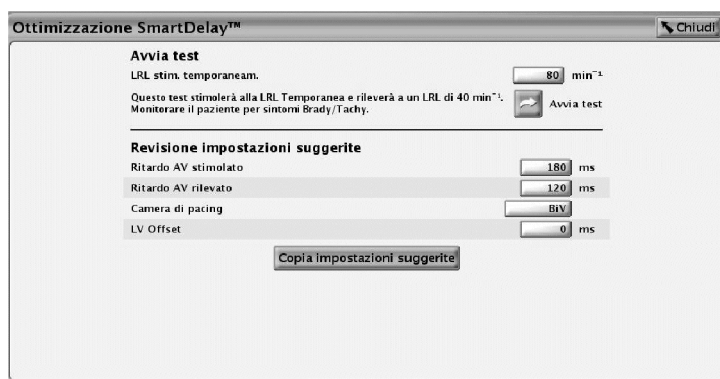 Ottimizzazione SmartDelay™
Chiudi
Avvia test
LRL stim. temporaneam. 80 min⁻¹
Questo test stimolerà alla LRL Temporanea e rileverà a un LRL di 40 min⁻¹.
Monitorare il paziente per sintomi Brady/Tachy.
Avvia test
Revisione impostazioni suggerite
Ritardo AV stimolato 180 ms
Ritardo AV rilevato 120 ms
Camera di pacing BiV
LV Offset 0 ms
Copia impostazioni suggerite